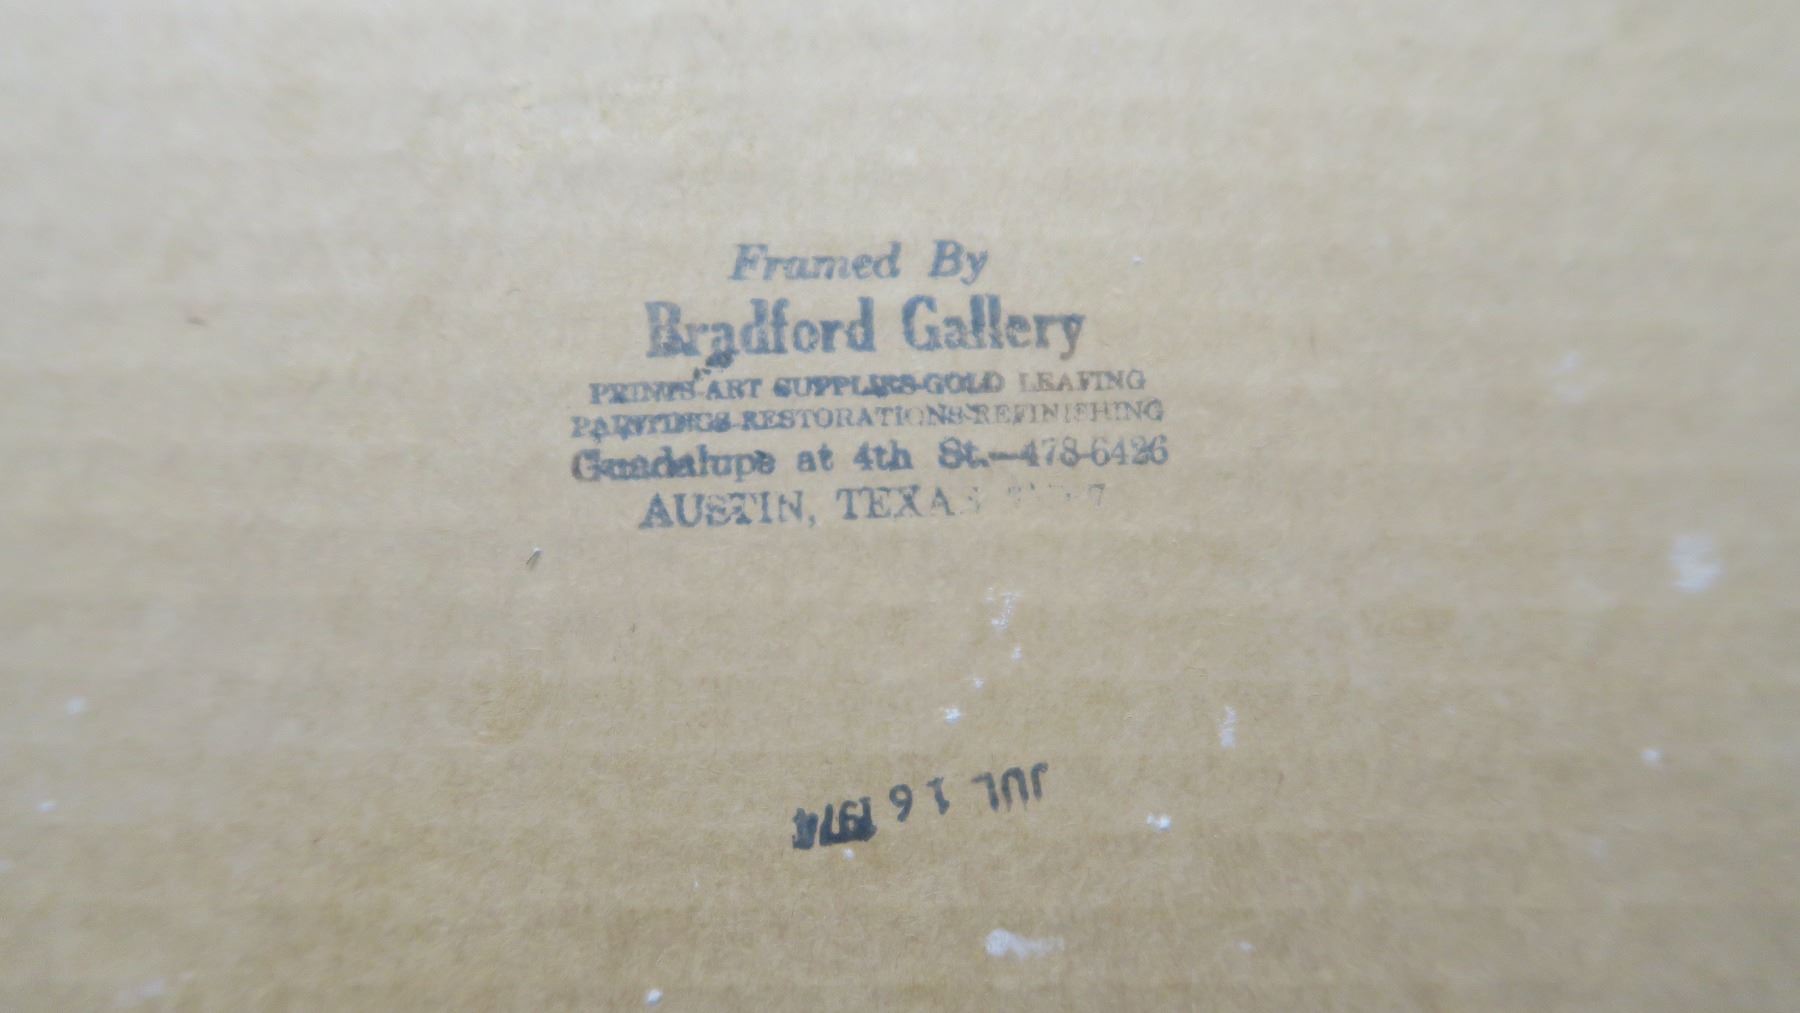 Framed By
Bradford Gallery
PRINTS-ART SUPPLIES-GOLD LEAFING
PAINTINGS-RESTORATIONS-REFINISHING
Guadalupe at 4th St.—478-6426
AUSTIN, TEXAS
JUL 16 1974